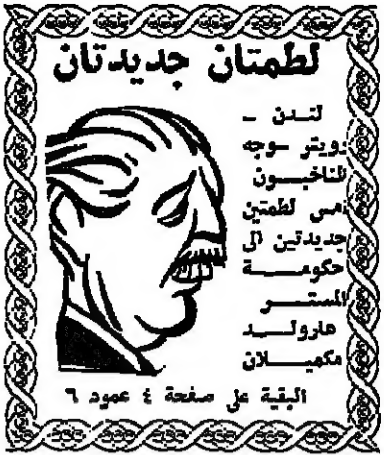 لطمتان جديدتان
لندن -
رويتر - وجه
الناخبون
امس لطمتين
جديدتين الى
حكومة
المستر
هارولد
مكميلان
البقية على صفحة ٤ عمود ٦